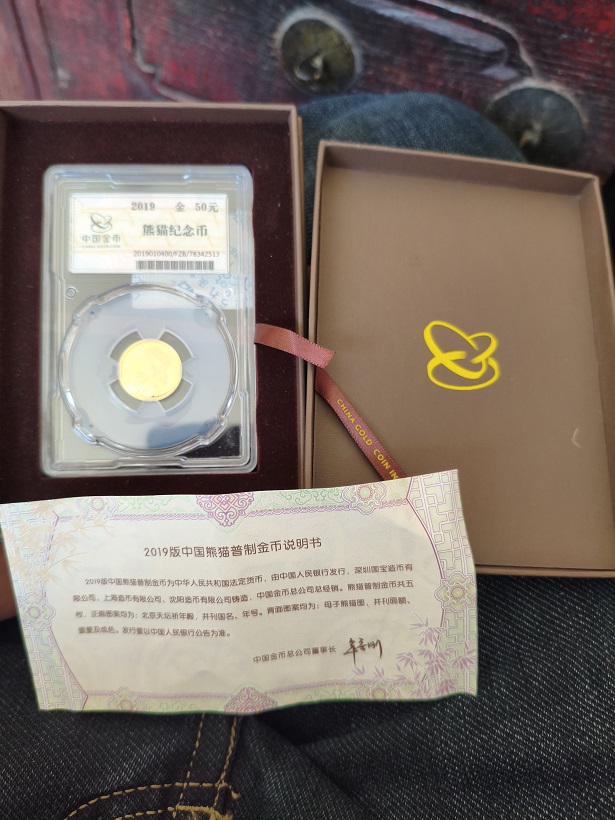 2019 金 50元
中国金币
CHINA GOLD COIN
熊猫纪念币
2019010400/FZB/78342513
CHINA GOLD COIN IN
2019版中国熊猫普制金币说明书
2019版中国熊猫普制金币为中华人民共和国法定货币，由中国人民银行发行，深圳国宝造币有
限公司、上海造币有限公司、沈阳造币有限公司铸造，中国金币总公司总经销。熊猫普制金币共五
枚，正面图案均为：北京天坛祈年殿，并刊国名、年号。背面图案均为：母子熊猫图，并刊面额、
重量及成色。发行量以中国人民银行公告为准。
中国金币总公司董事长